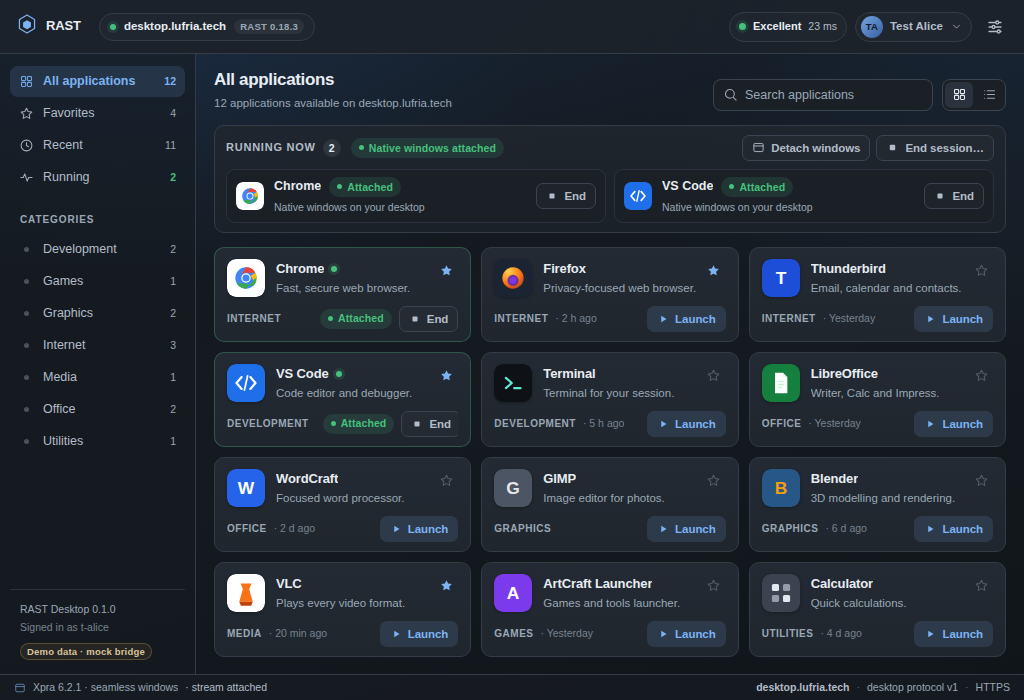 RAST
desktop.lufria.tech RAST 0.18.3
Excellent 23 ms
TA Test Alice
All applications 12
Favorites 4
Recent 11
Running 2
CATEGORIES
Development 2
Games 1
Graphics 2
Internet 3
Media 1
Office 2
Utilities 1
RAST Desktop 0.1.0
Signed in as t-alice
Demo data · mock bridge
All applications
12 applications available on desktop.lufria.tech
Search applications
RUNNING NOW 2 Native windows attached
Detach windows
End session…
Chrome Attached
Native windows on your desktop
End
VS Code Attached
Native windows on your desktop
End
Chrome
Fast, secure web browser.
INTERNET Attached End
Firefox
Privacy-focused web browser.
INTERNET · 2 h ago Launch
T
Thunderbird
Email, calendar and contacts.
INTERNET · Yesterday Launch
VS Code
Code editor and debugger.
DEVELOPMENT Attached End
Terminal
Terminal for your session.
DEVELOPMENT · 5 h ago Launch
LibreOffice
Writer, Calc and Impress.
OFFICE · Yesterday Launch
W
WordCraft
Focused word processor.
OFFICE · 2 d ago Launch
G
GIMP
Image editor for photos.
GRAPHICS Launch
B
Blender
3D modelling and rendering.
GRAPHICS · 6 d ago Launch
VLC
Plays every video format.
MEDIA · 20 min ago Launch
A
ArtCraft Launcher
Games and tools launcher.
GAMES · Yesterday Launch
Calculator
Quick calculations.
UTILITIES · 4 d ago Launch
Xpra 6.2.1 · seamless windows · stream attached
desktop.lufria.tech · desktop protocol v1 · HTTPS